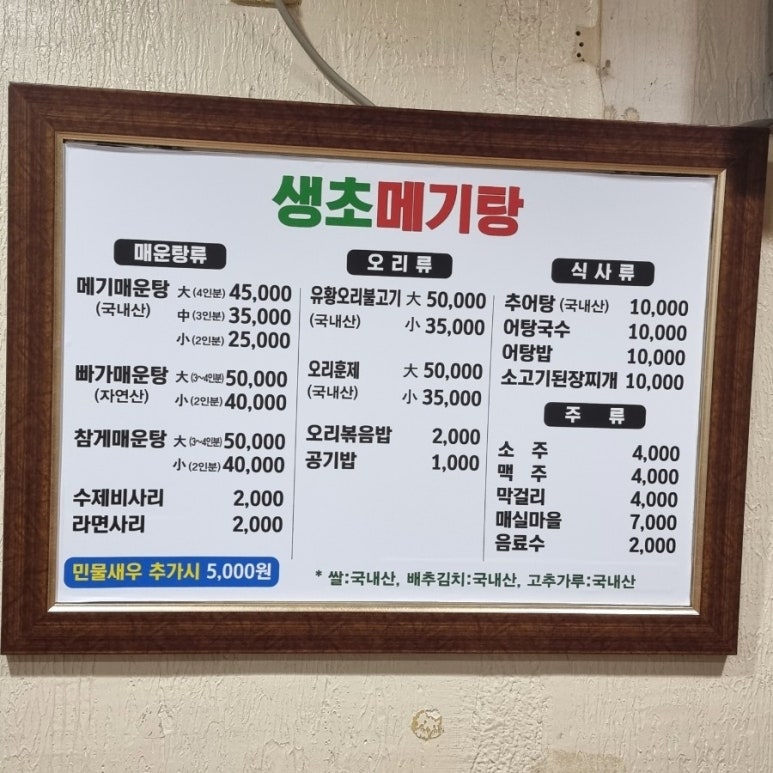 생초메기탕
매운탕류
메기매운탕 大 (4인분) 45,000
(국내산) 中 (3인분) 35,000
小 (2인분) 25,000
빠가매운탕 大 (3~4인분) 50,000
(자연산) 小 (2인분) 40,000
참게매운탕 大 (3~4인분) 50,000
小 (2인분) 40,000
수제비사리 2,000
라면사리 2,000
민물새우 추가시 5,000원
오리류
유황오리불고기 大 50,000
(국내산) 小 35,000
오리훈제 大 50,000
(국내산) 小 35,000
오리볶음밥 2,000
공기밥 1,000
식사류
추어탕 (국내산) 10,000
어탕국수 10,000
어탕밥 10,000
소고기된장찌개 10,000
주 류
소 주 4,000
맥 주 4,000
막걸리 4,000
매실마을 7,000
음료수 2,000
* 쌀:국내산, 배추김치:국내산, 고추가루:국내산